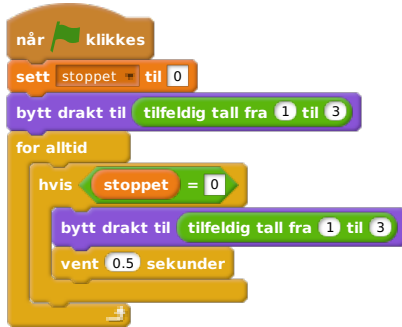 når klikkes
sett stoppet til 0
bytt drakt til tilfeldig tall fra 1 til 3
for alltid
hvis stoppet = 0
bytt drakt til tilfeldig tall fra 1 til 3
vent 0.5 sekunder